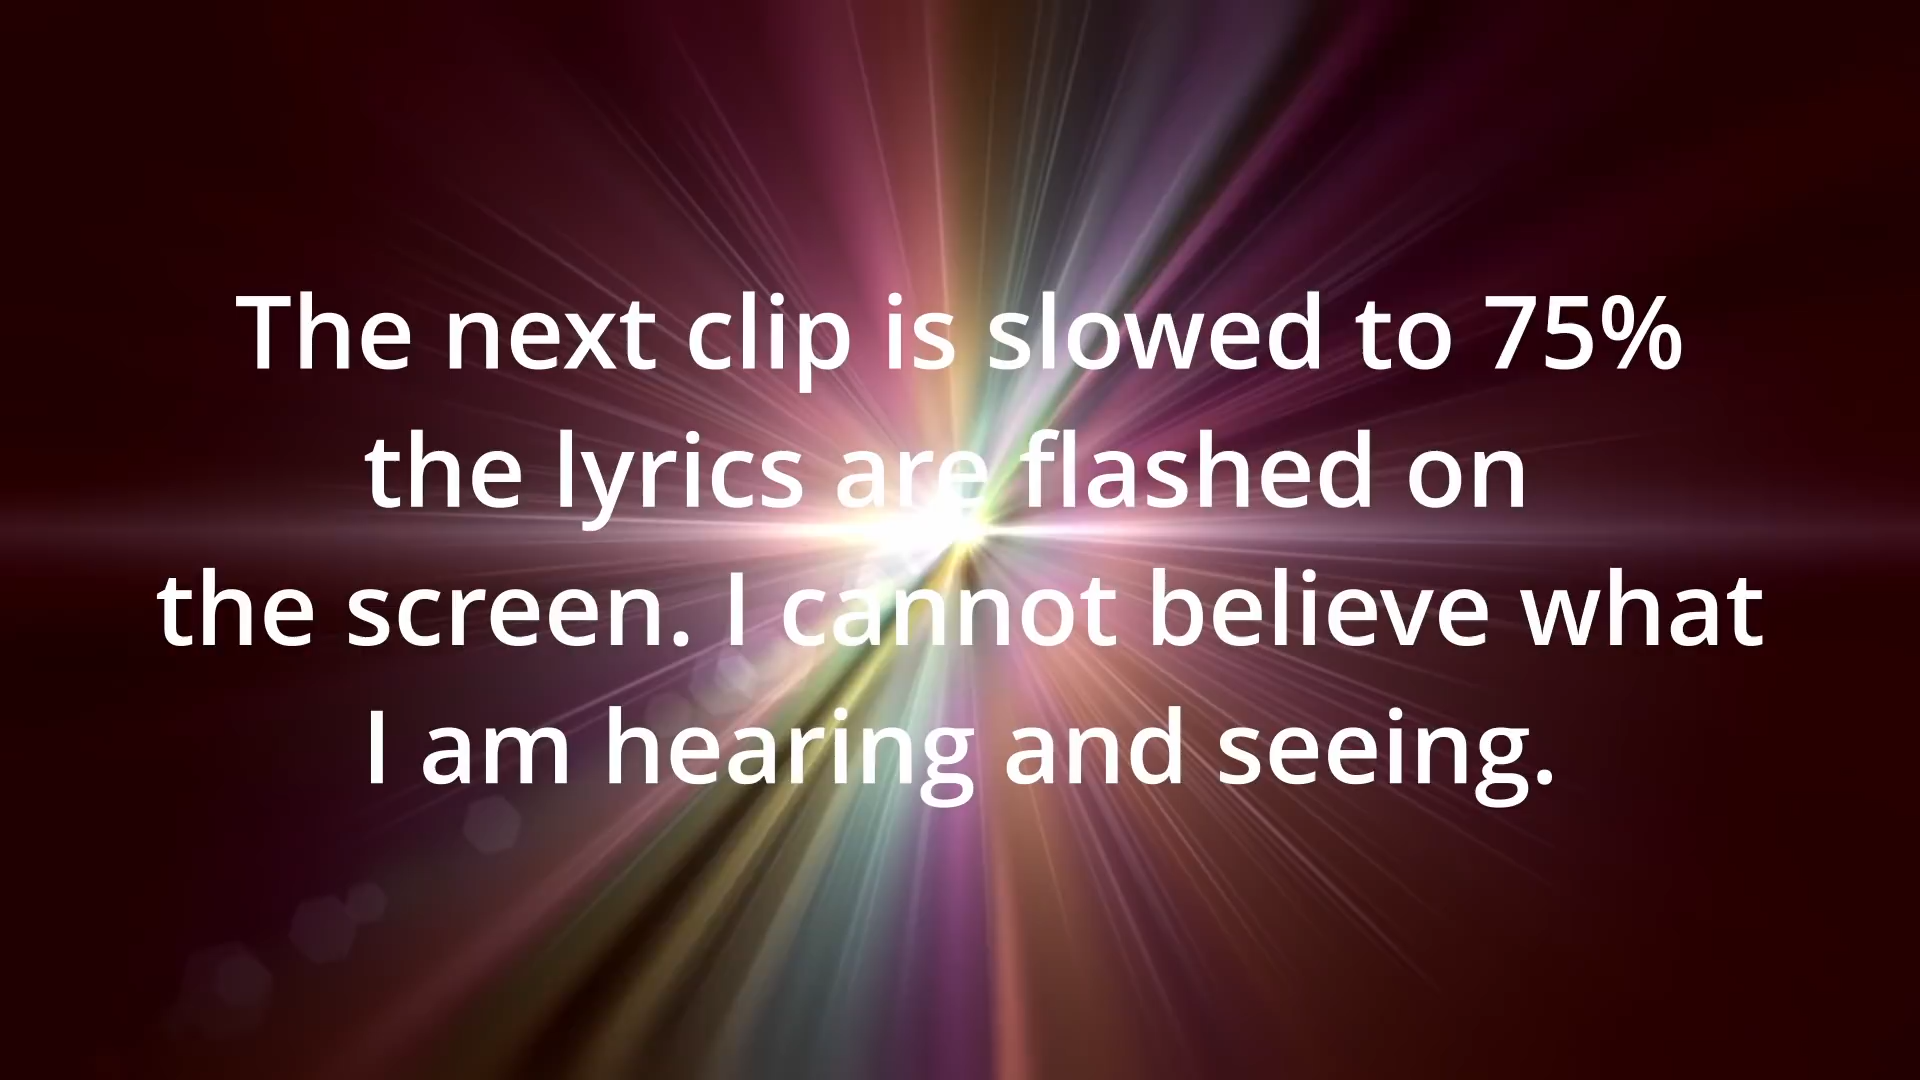 The next clip is slowed to 75%
the lyrics are flashed on
the screen. I cannot believe what
I am hearing and seeing.